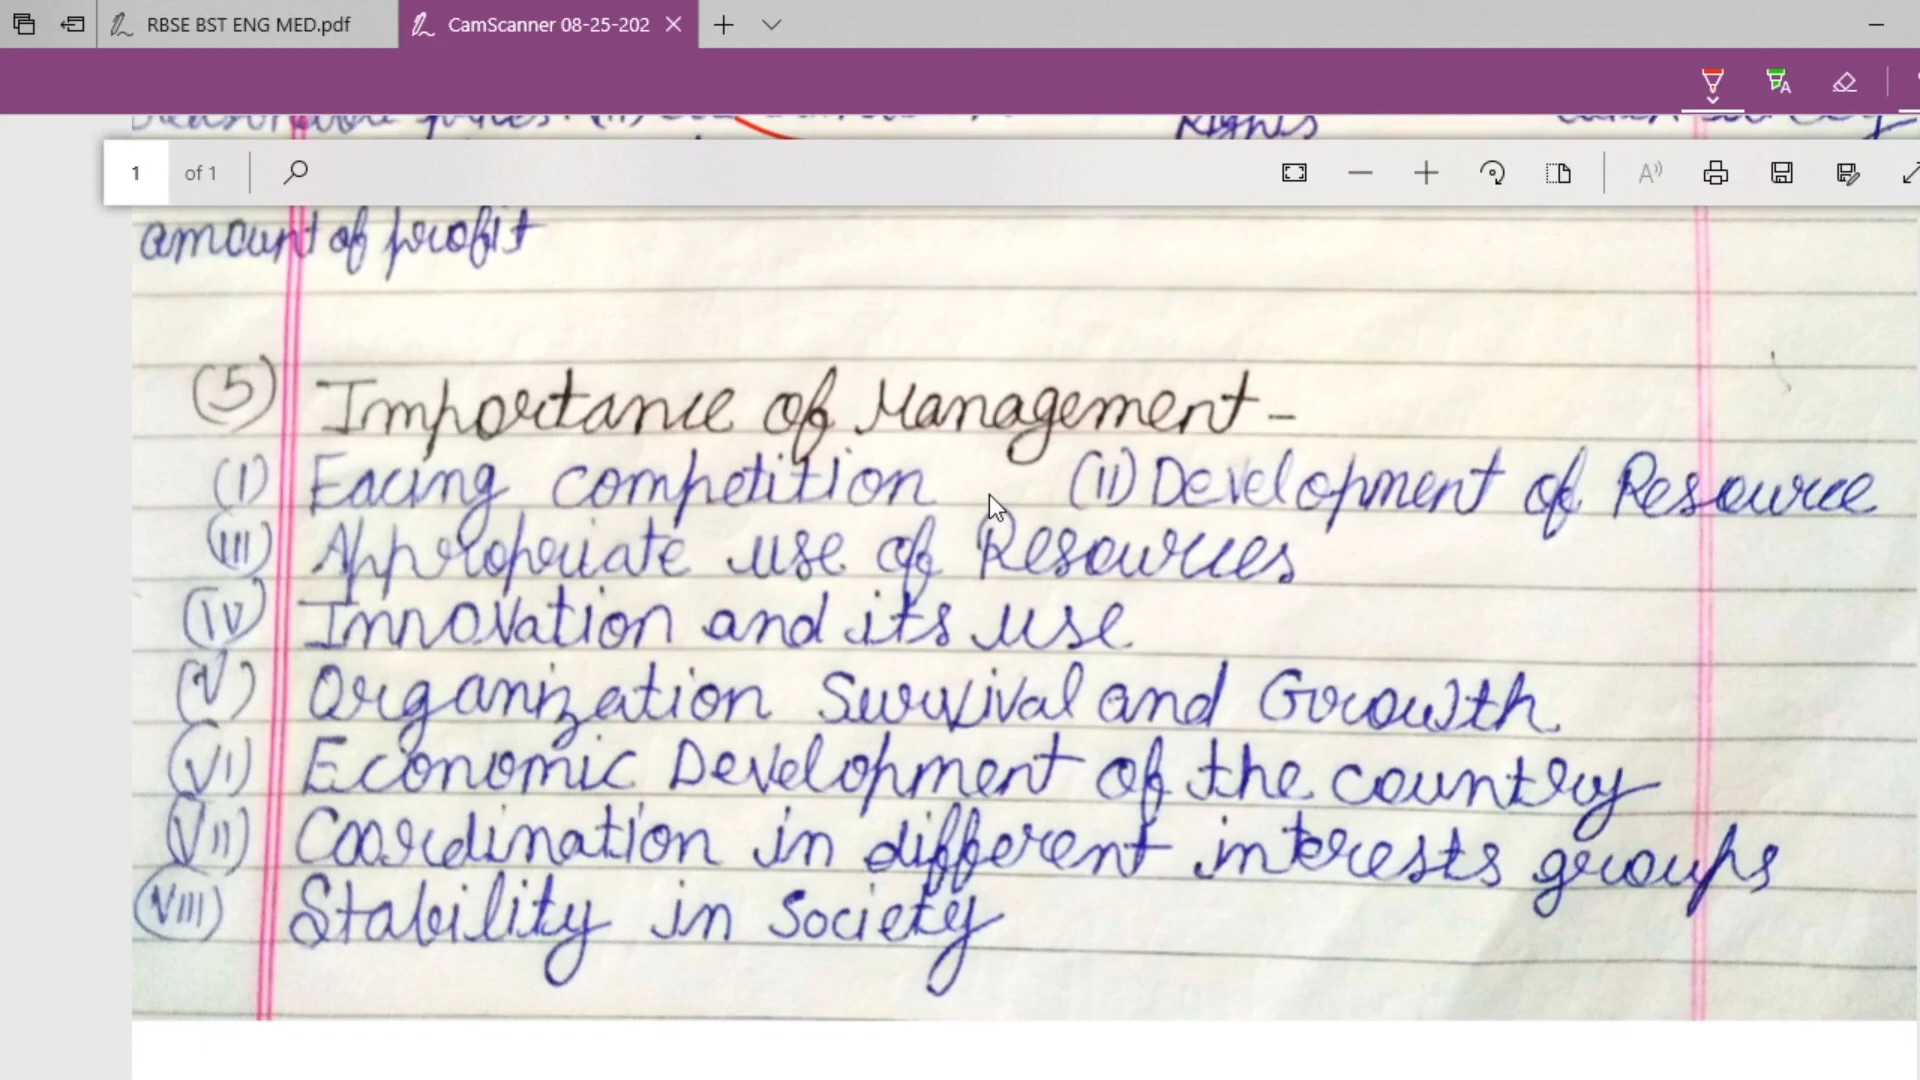 RBSE BST ENG MED.pdf
CamScanner 08-25-202
Rights
1 of 1
amount of profit
(5) Importance of Management -
(I) Facing competition (II) Development of Resource
(III) Appropriate use of Resources
(IV) Innovation and its use
(V) Organization Survival and Growth
(VI) Economic Development of the country
(VII) Coordination in different interests groups
(VIII) Stability in Society